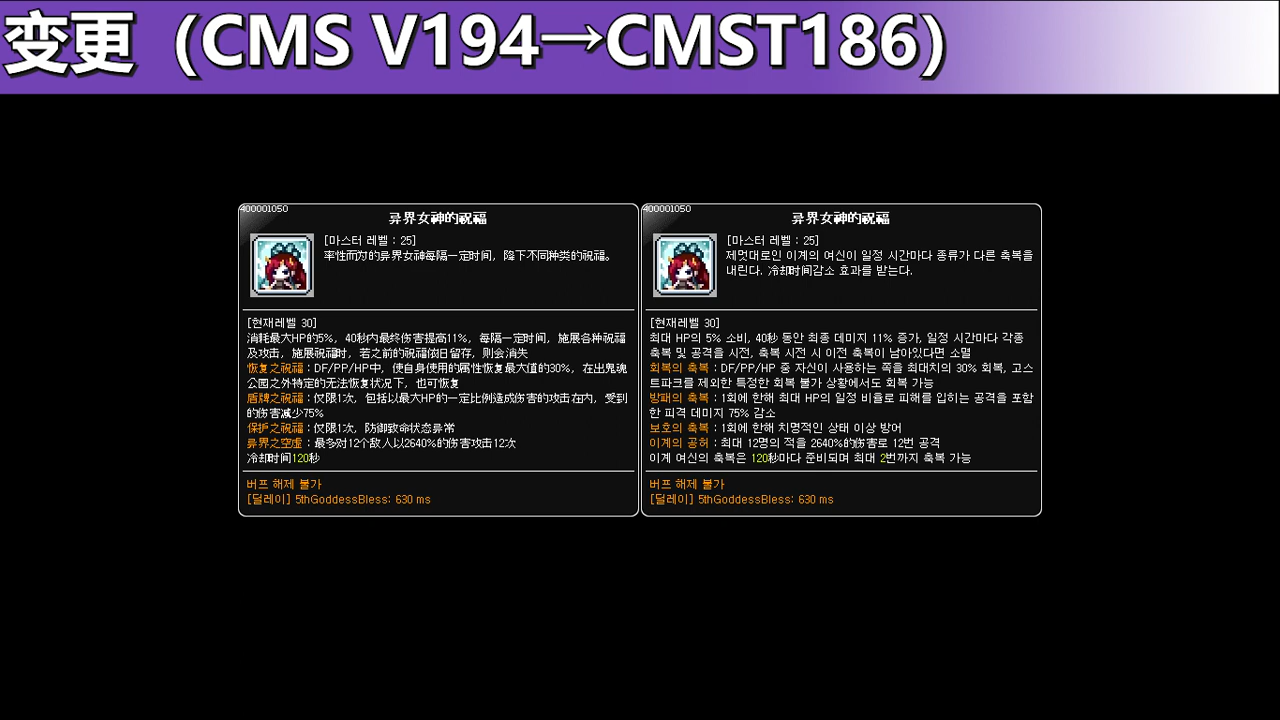 变更（CMS V194→CMST186）
400001050
异界女神的祝福
[마스터 레벨 : 25]
率性而为的异界女神每隔一定时间，降下不同种类的祝福。
[현재레벨 30]
消耗最大HP的5%，40秒内最终伤害提高11%，每隔一定时间，施展各种祝福
及攻击，施展祝福时，若之前的祝福依旧留存，则会消失
恢复之祝福 : DF/PP/HP中，使自身使用的属性恢复最大值的30%，在出鬼魂
公园之外特定的无法恢复状况下，也可恢复
盾牌之祝福 : 仅限1次，包括以最大HP的一定比例造成伤害的攻击在内，受到
的伤害减少75%
保护之祝福 : 仅限1次，防御致命状态异常
异界之空虚 : 最多对12个敌人以2640%的伤害攻击12次
冷却时间120秒
버프 해제 불가
[딜레이] 5thGoddessBless: 630 ms
400001050
异界女神的祝福
[마스터 레벨 : 25]
제멋대로인 이계의 여신이 일정 시간마다 종류가 다른 축복을
내린다. 冷却时间감소 효과를 받는다.
[현재레벨 30]
최대 HP의 5% 소비, 40秒 동안 최종 데미지 11% 증가, 일정 시간마다 각종
축복 및 공격을 시전, 축복 시전 시 이전 축복이 남아있다면 소멸
회복의 축복 : DF/PP/HP 중 자신이 사용하는 쪽을 최대치의 30% 회복, 고스
트파크를 제외한 특정한 회복 불가 상황에서도 회복 가능
방패의 축복 : 1회에 한해 최대 HP의 일정 비율로 피해를 입히는 공격을 포함
한 피격 데미지 75% 감소
보호의 축복 : 1회에 한해 치명적인 상태 이상 방어
이계의 공허 : 최대 12명의 적을 2640%的伤害로 12번 공격
이계 여신의 축복은 120秒마다 준비되며 최대 2번까지 축복 가능
버프 해제 불가
[딜레이] 5thGoddessBless: 630 ms